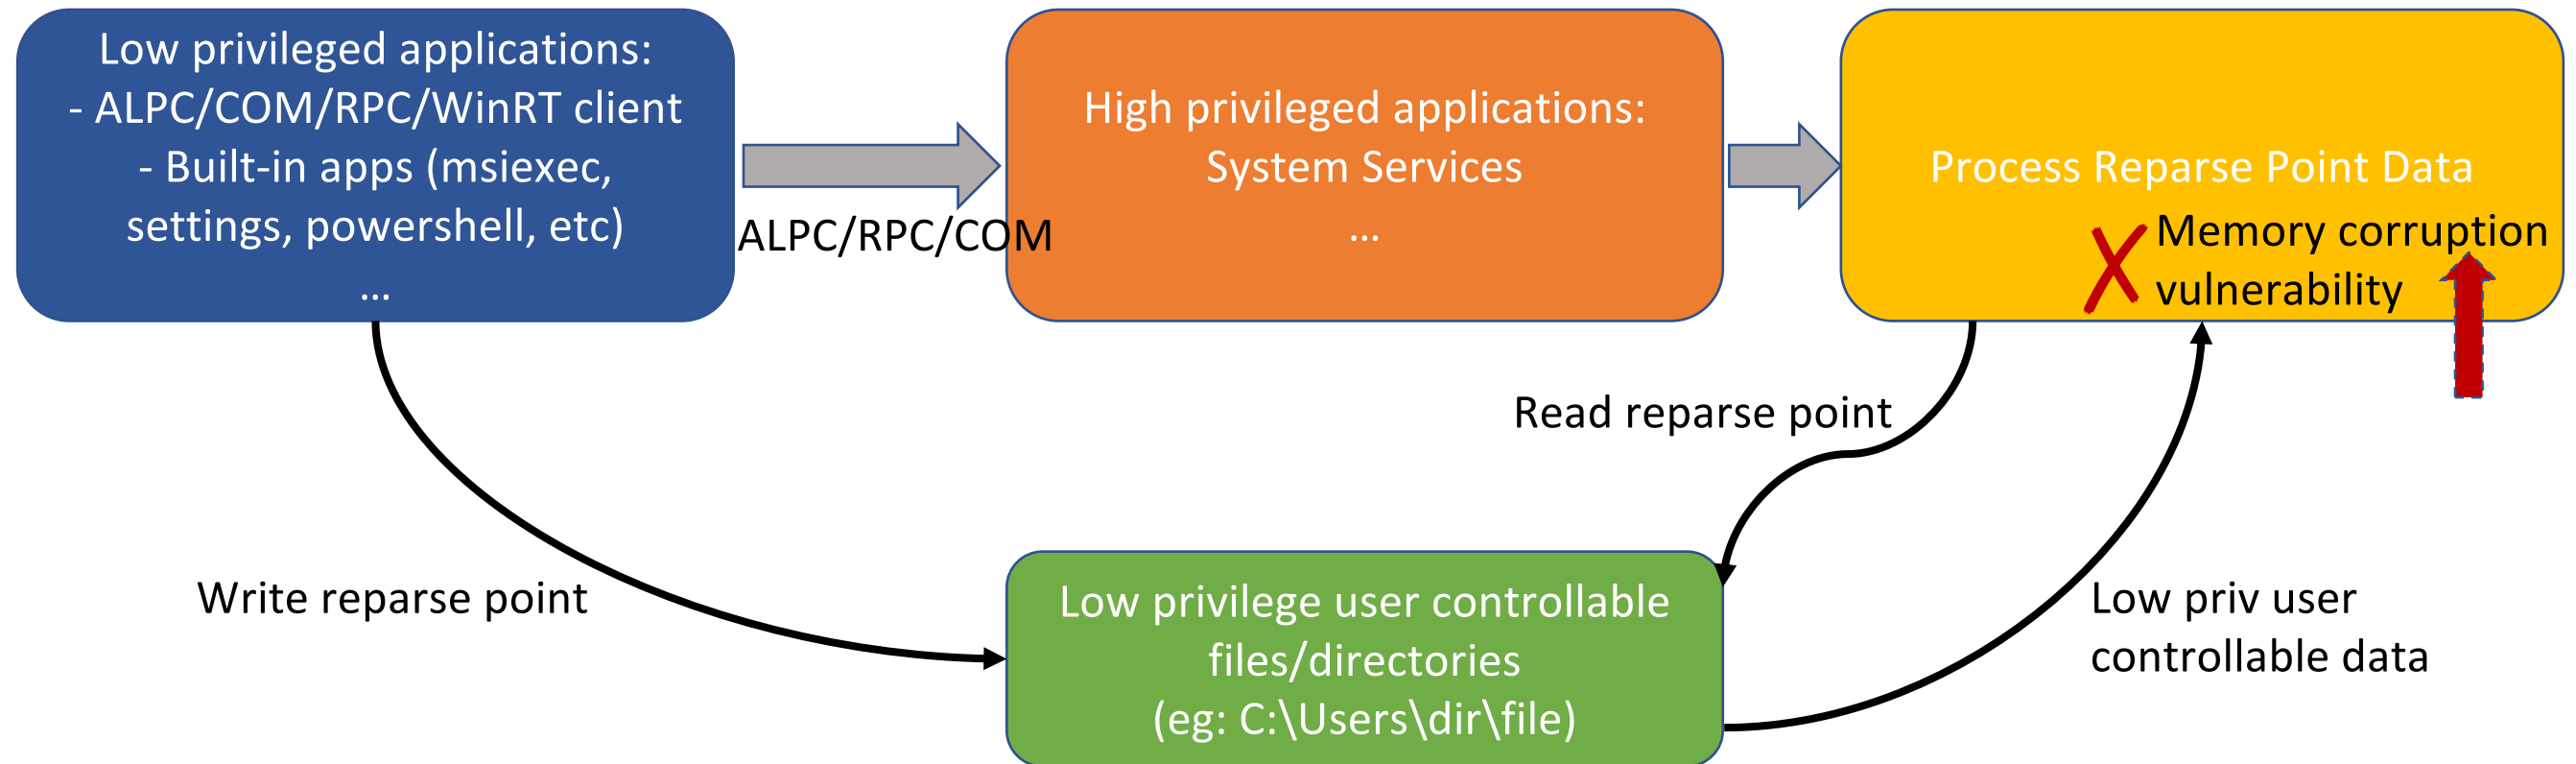 Low privileged applications:
- ALPC/COM/RPC/WinRT client
- Built-in apps (msiexec,
settings, powershell, etc)
...
ALPC/RPC/COM
High privileged applications:
System Services
...
Process Reparse Point Data
Memory corruption
vulnerability
Read reparse point
Write reparse point
Low privilege user controllable
files/directories
(eg: C:\Users\dir\file)
Low priv user
controllable data